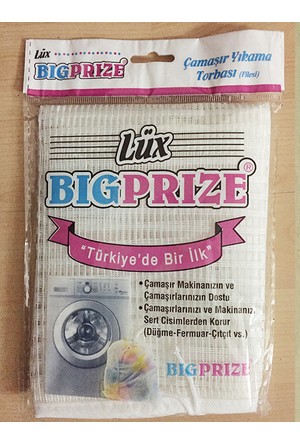 Lüx
BIGPRIZE®
Çamaşır Yıkama
Torbası (Filesi)
Lüx
BIGPRIZE®
"Türkiye'de Bir İlk"
• Çamaşır Makinanızın ve
Çamaşırlarınızın Dostu
• Çamaşırlarınızı ve Makinanızı
Sert Cisimlerden Korur
(Düğme-Fermuar-Çıtçıt vs.)
BIGPRIZE